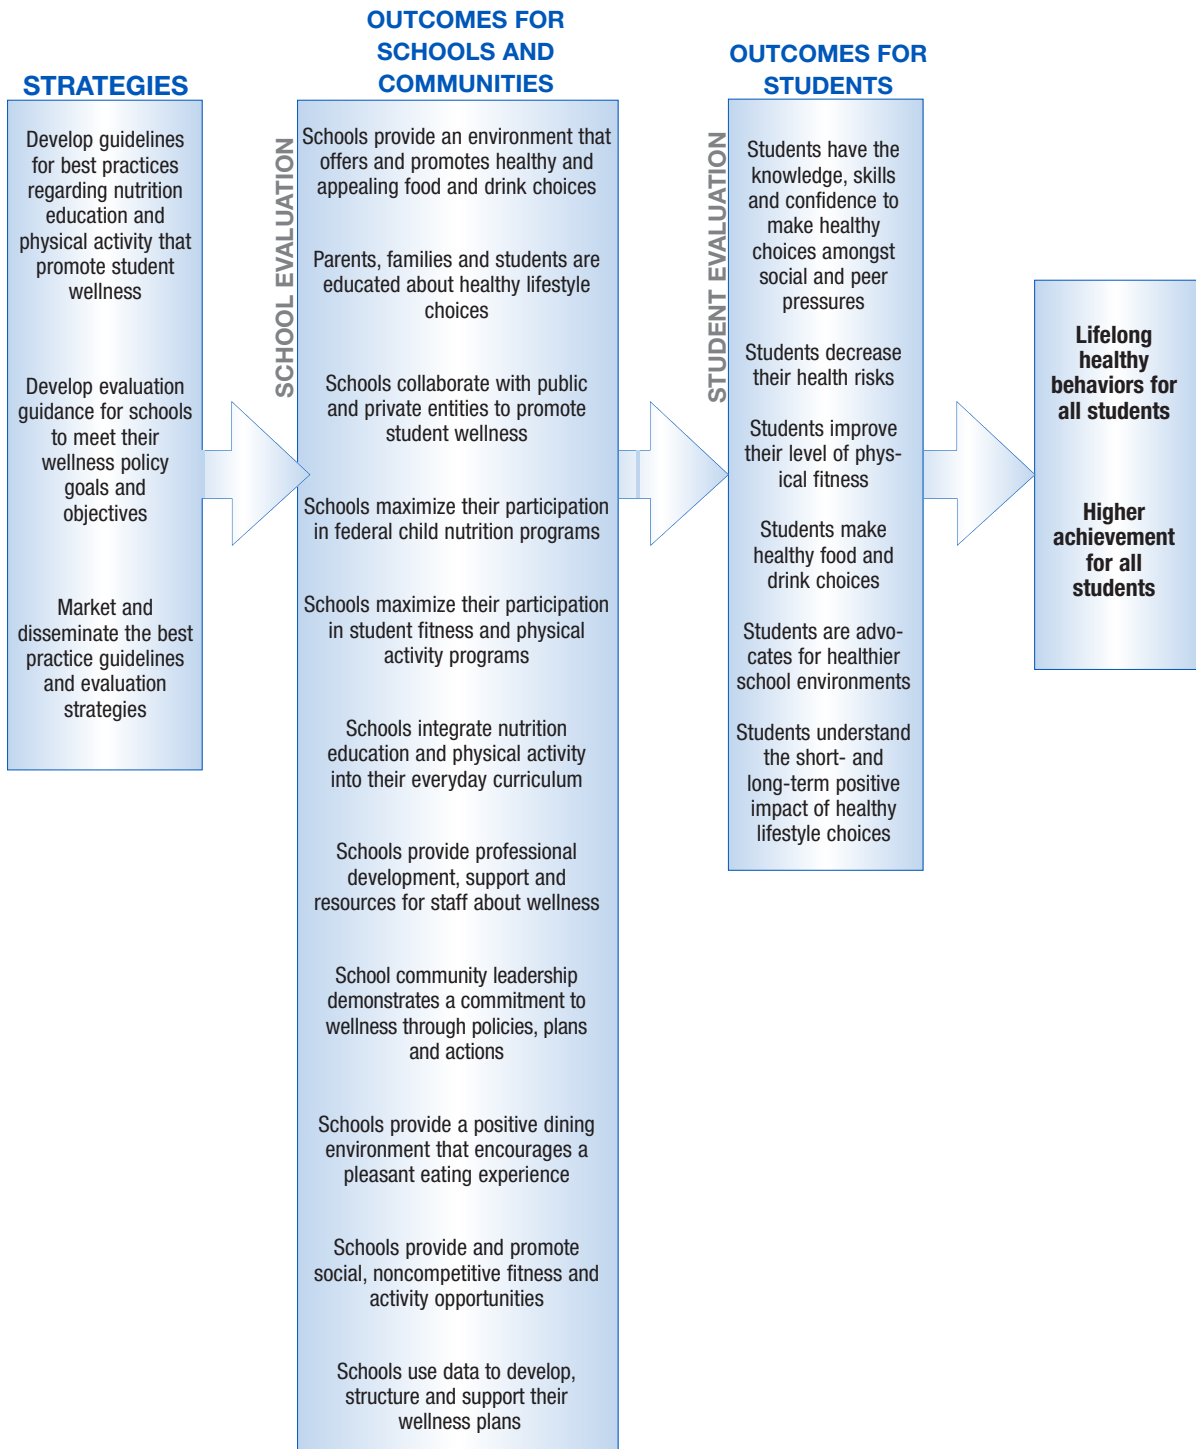 STRATEGIES
Develop guidelines
for best practices
regarding nutrition
education and
physical activity that
promote student
wellness
Develop evaluation
guidance for schools
to meet their
wellness policy
goals and
objectives
Market and
disseminate the best
practice guidelines
and evaluation
strategies
SCHOOL EVALUATION
OUTCOMES FOR
SCHOOLS AND
COMMUNITIES
Schools provide an environment that
offers and promotes healthy and
appealing food and drink choices
Parents, families and students are
educated about healthy lifestyle
choices
Schools collaborate with public
and private entities to promote
student wellness
Schools maximize their participation
in federal child nutrition programs
Schools maximize their participation
in student fitness and physical
activity programs
Schools integrate nutrition
education and physical activity
into their everyday curriculum
Schools provide professional
development, support and
resources for staff about wellness
School community leadership
demonstrates a commitment to
wellness through policies, plans
and actions
Schools provide a positive dining
environment that encourages a
pleasant eating experience
Schools provide and promote
social, noncompetitive fitness and
activity opportunities
Schools use data to develop,
structure and support their
wellness plans
STUDENT EVALUATION
OUTCOMES FOR
STUDENTS
Students have the
knowledge, skills
and confidence to
make healthy
choices amongst
social and peer
pressures
Students decrease
their health risks
Students improve
their level of phys-
ical fitness
Students make
healthy food and
drink choices
Students are advo-
cates for healthier
school environments
Students understand
the short- and
long-term positive
impact of healthy
lifestyle choices
Lifelong
healthy
behaviors for
all students
Higher
achievement
for all
students